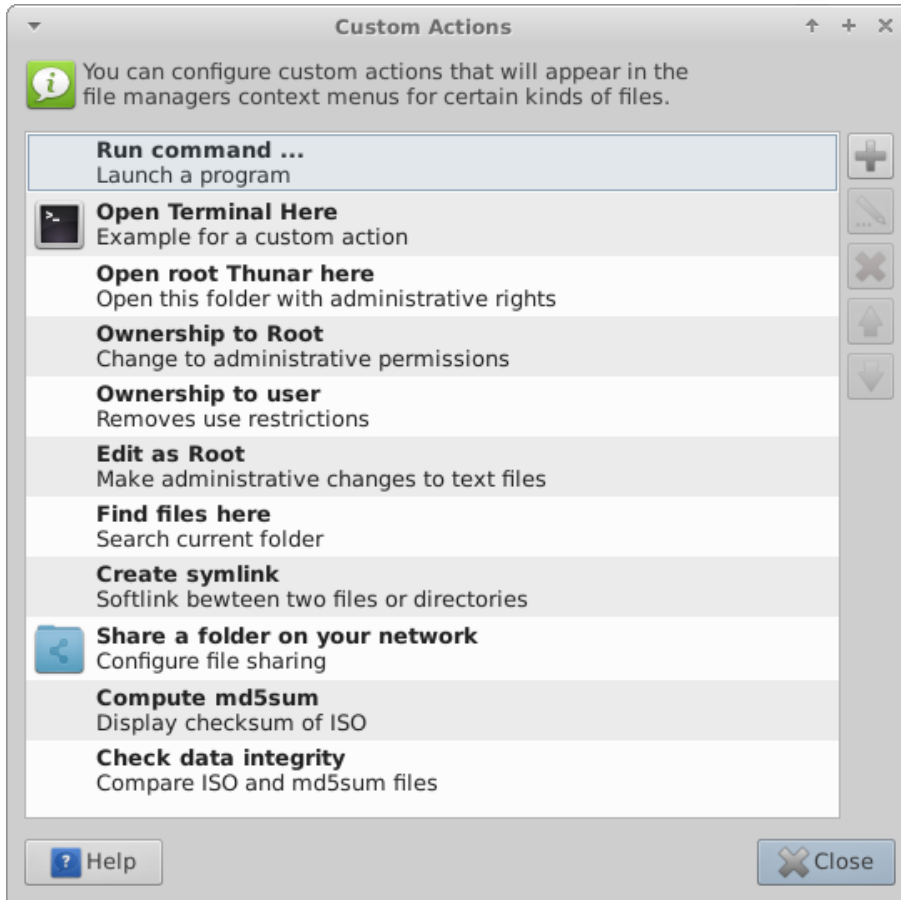 Custom Actions
You can configure custom actions that will appear in the
file managers context menus for certain kinds of files.
Run command ...
Launch a program
Open Terminal Here
Example for a custom action
Open root Thunar here
Open this folder with administrative rights
Ownership to Root
Change to administrative permissions
Ownership to user
Removes use restrictions
Edit as Root
Make administrative changes to text files
Find files here
Search current folder
Create symlink
Softlink bewteen two files or directories
Share a folder on your network
Configure file sharing
Compute md5sum
Display checksum of ISO
Check data integrity
Compare ISO and md5sum files
Help
Close